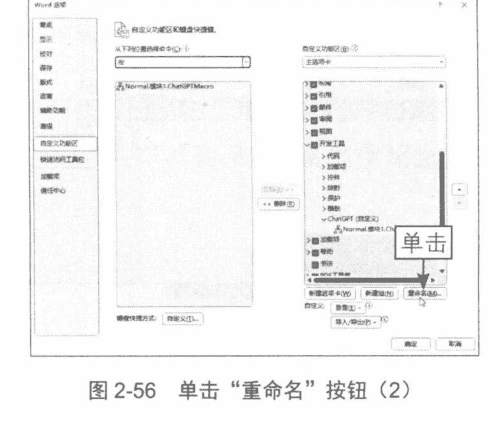 Word 选项
常规
显示
校对
保存
版式
语言
辅助功能
高级
自定义功能区
快速访问工具栏
加载项
信任中心
自定义功能区和键盘快捷键。
从下列位置选择命令(C):
宏
Normal.模块1.ChatGPTMacro
添加(A) >>
<< 删除(R)
键盘快捷方式: 自定义(T)...
自定义功能区(B):
主选项卡
引用
邮件
审阅
视图
开发工具
代码
加载项
控件
映射
保护
模板
ChatGPT (自定义)
Normal.模块1.Ch
加载项
帮助
书法
单击
新建选项卡(W) 新建组(N) 重命名(M)...
自定义: 重置(E)
导入/导出(P)
确定 取消
图 2-56 单击“重命名”按钮（2）